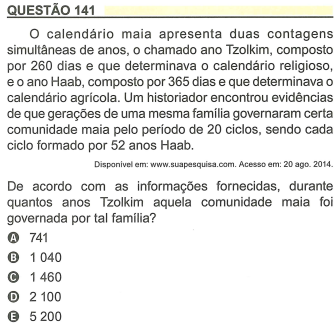 QUESTÃO 141
O calendário maia apresenta duas contagens
simultâneas de anos, o chamado ano Tzolkim, composto
por 260 dias e que determinava o calendário religioso,
e o ano Haab, composto por 365 dias e que determinava o
calendário agrícola. Um historiador encontrou evidências
de que gerações de uma mesma família governaram certa
comunidade maia pelo período de 20 ciclos, sendo cada
ciclo formado por 52 anos Haab.
Disponível em: www.suapesquisa.com. Acesso em: 20 ago. 2014.
De acordo com as informações fornecidas, durante
quantos anos Tzolkim aquela comunidade maia foi
governada por tal família?
A 741
B 1 040
C 1 460
D 2 100
E 5 200